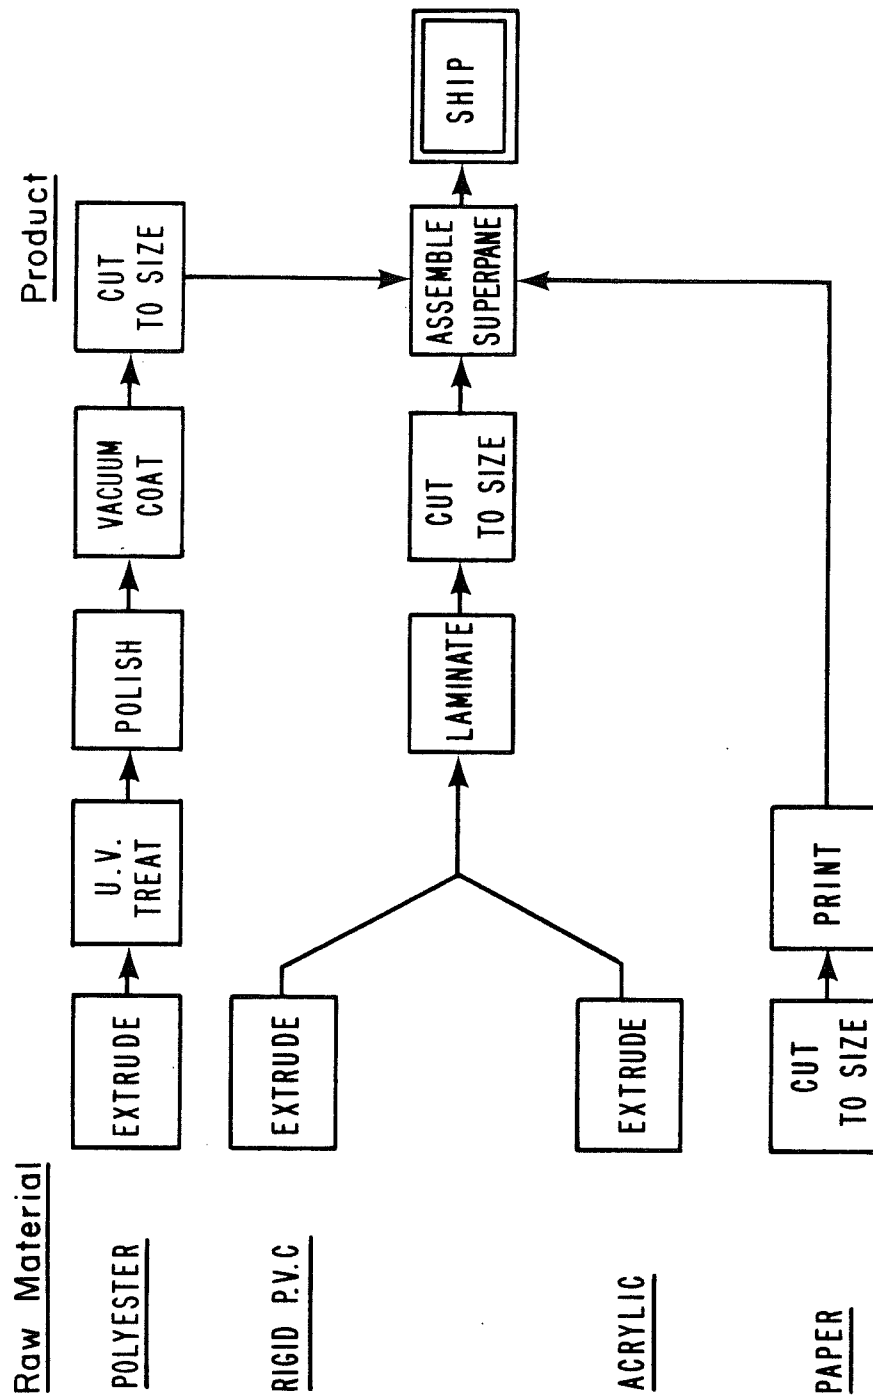 Raw Material
Product
POLYESTER
EXTRUDE
U.V.
TREAT
POLISH
VACUUM
COAT
CUT
TO SIZE
RIGID P.V.C
EXTRUDE
LAMINATE
CUT
TO SIZE
ASSEMBLE
SUPERPANE
SHIP
ACRYLIC
EXTRUDE
PAPER
CUT
TO SIZE
PRINT